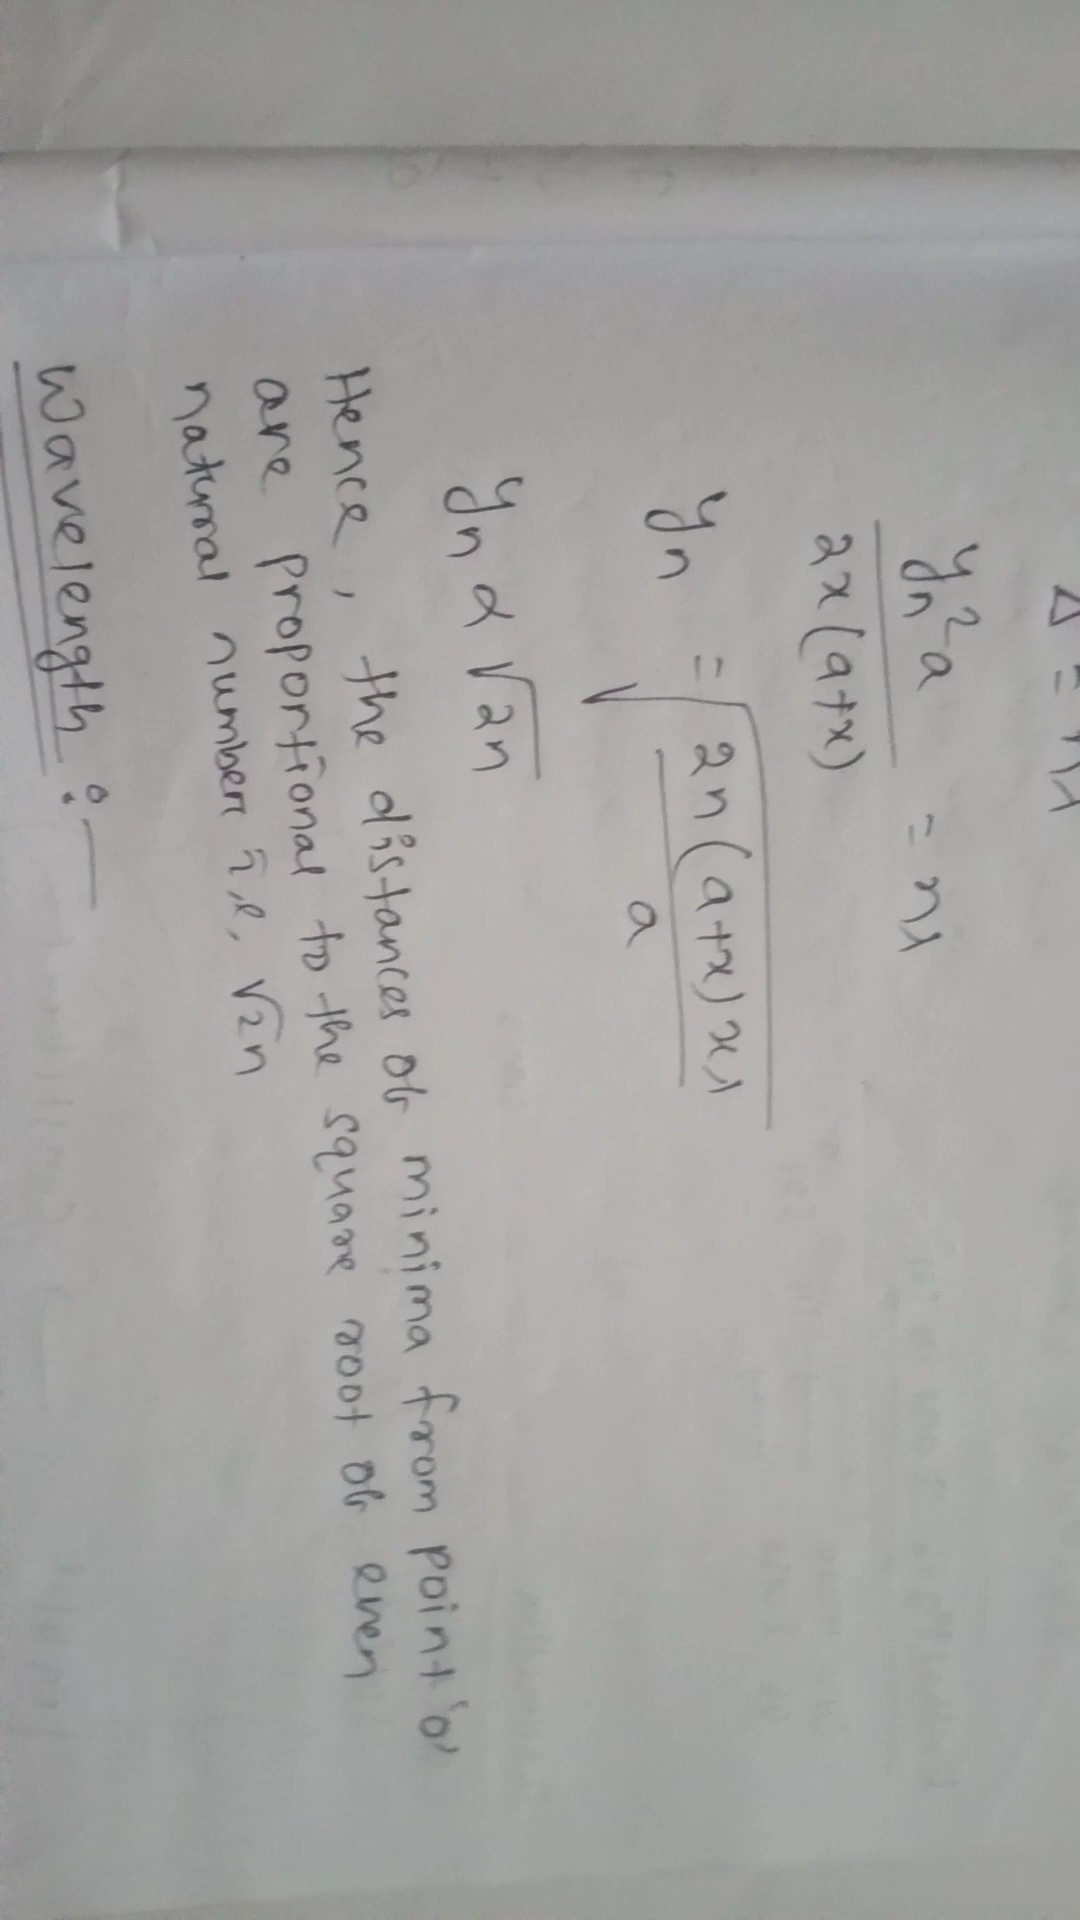 Δ = nλ
yn²a / 2x(a+x) = nλ
yn = √(2n(a+x)xλ / a)
yn α √2n
Hence, the distances of minima from point 'o'
are proportional to the square root of even
natural number i.e, √2n
Wavelength :-